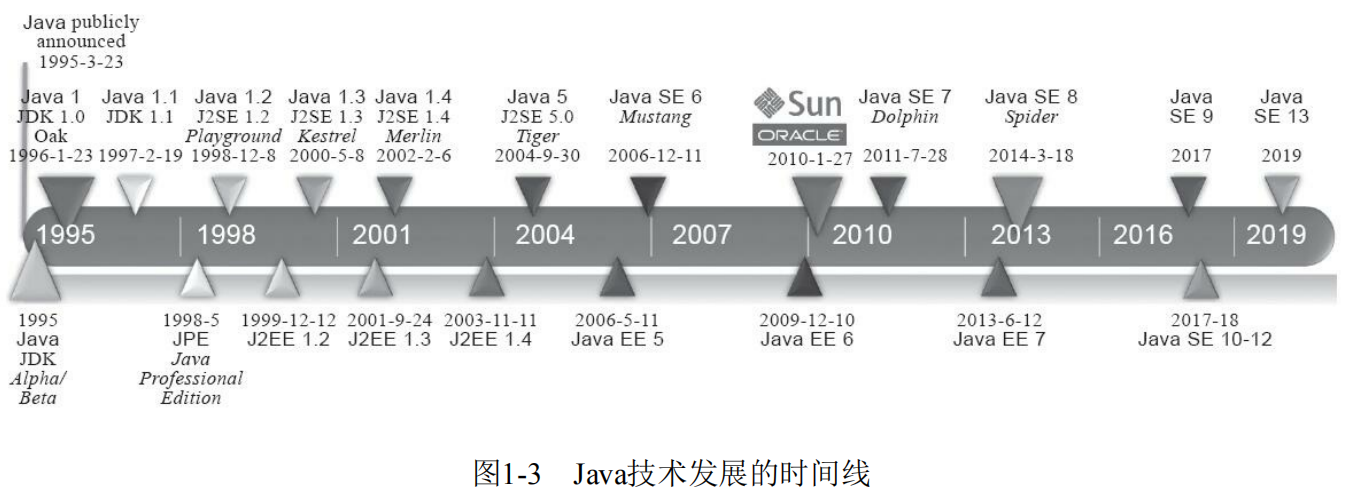 Java publicly
announced
1995-3-23
Java 1
JDK 1.0
Oak
1996-1-23
Java 1.1
JDK 1.1
1997-2-19
Java 1.2
J2SE 1.2
Playground
1998-12-8
Java 1.3
J2SE 1.3
Kestrel
2000-5-8
Java 1.4
J2SE 1.4
Merlin
2002-2-6
Java 5
J2SE 5.0
Tiger
2004-9-30
Java SE 6
Mustang
2006-12-11
Sun
ORACLE
2010-1-27
Java SE 7
Dolphin
2011-7-28
Java SE 8
Spider
2014-3-18
Java
SE 9
2017
Java
SE 13
2019
1995 1998 2001 2004 2007 2010 2013 2016 2019
1995
Java
JDK
Alpha/
Beta
1998-5
JPE
Java
Professional
Edition
1999-12-12
J2EE 1.2
2001-9-24
J2EE 1.3
2003-11-11
J2EE 1.4
2006-5-11
Java EE 5
2009-12-10
Java EE 6
2013-6-12
Java EE 7
2017-18
Java SE 10-12
图1-3 Java技术发展的时间线